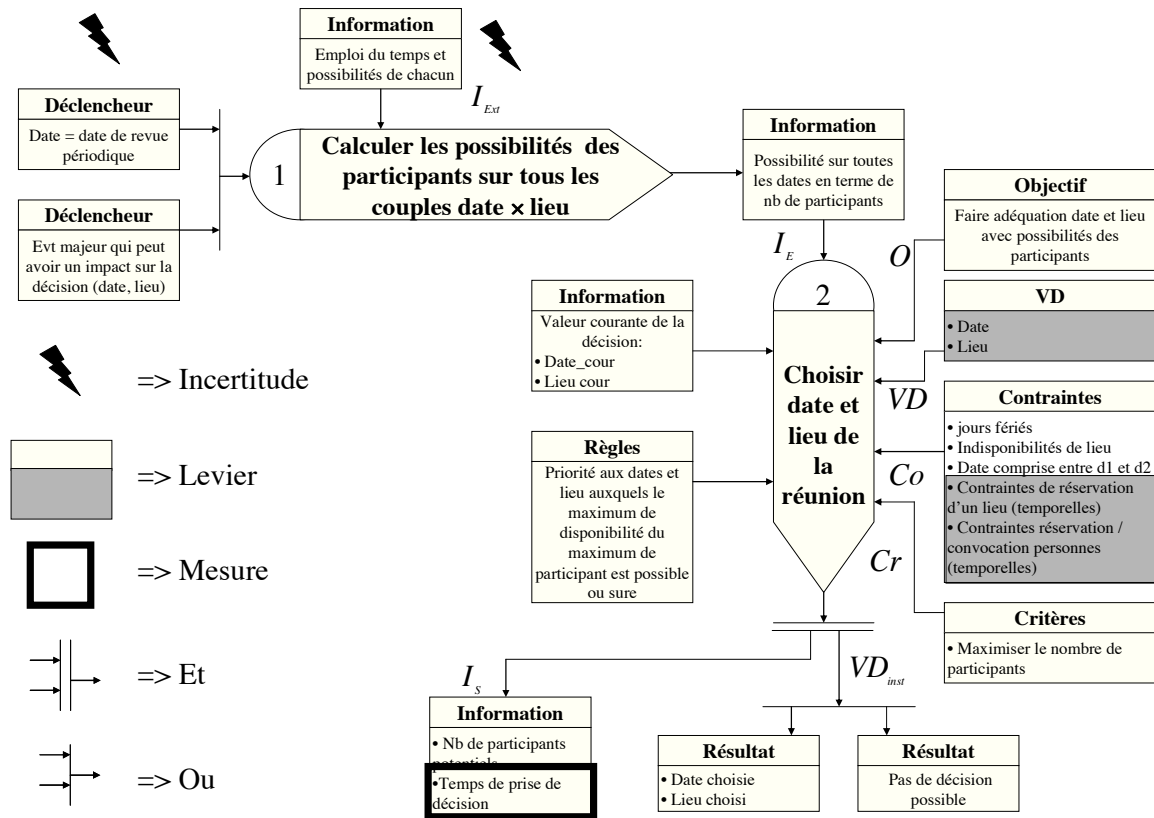 Information
Emploi du temps et
possibilités de chacun
I Ext
Déclencheur
Date = date de revue
périodique
Déclencheur
Evt majeur qui peut
avoir un impact sur la
décision (date, lieu)
1
Calculer les possibilités des
participants sur tous les
couples date × lieu
Information
Possibilité sur toutes
les dates en terme de
nb de participants
I E
Objectif
Faire adéquation date et lieu
avec possibilités des
participants
O
2
Information
Valeur courante de la
décision:
• Date_cour
• Lieu cour
VD
• Date
• Lieu
VD
Choisir
date et
lieu de
la
réunion
Contraintes
• jours fériés
• Indisponibilités de lieu
• Date comprise entre d1 et d2
• Contraintes de réservation
d'un lieu (temporelles)
• Contraintes réservation /
convocation personnes
(temporelles)
Co
Règles
Priorité aux dates et
lieu auxquels le
maximum de
disponibilité du
maximum de
participant est possible
ou sure
Cr
Critères
• Maximiser le nombre de
participants
I S
VD inst
Information
• Nb de participants
potentiels
•Temps de prise de
décision
Résultat
• Date choisie
• Lieu choisi
Résultat
Pas de décision
possible
=> Incertitude
=> Levier
=> Mesure
=> Et
=> Ou